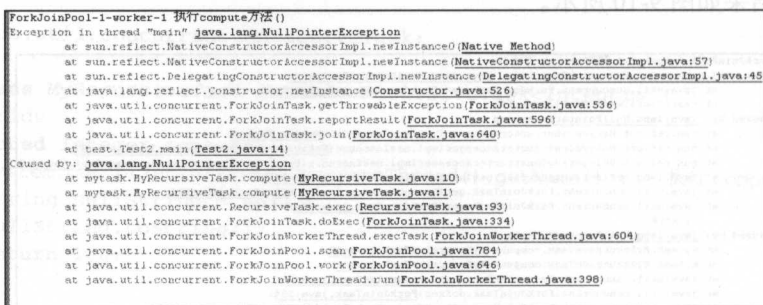 ForkJoinPool-1-worker-1 执行compute方法()
Exception in thread "main" java.lang.NullPointerException
at sun.reflect.NativeConstructorAccessorImpl.newInstance0(Native Method)
at sun.reflect.NativeConstructorAccessorImpl.newInstance(NativeConstructorAccessorImpl.java:57)
at sun.reflect.DelegatingConstructorAccessorImpl.newInstance(DelegatingConstructorAccessorImpl.java:45
at java.lang.reflect.Constructor.newInstance(Constructor.java:526)
at java.util.concurrent.ForkJoinTask.getThrowableException(ForkJoinTask.java:536)
at java.util.concurrent.ForkJoinTask.reportResult(ForkJoinTask.java:596)
at java.util.concurrent.ForkJoinTask.join(ForkJoinTask.java:640)
at test.Test2.main(Test2.java:14)
Caused by: java.lang.NullPointerException
at mytask.MyRecursiveTask.compute(MyRecursiveTask.java:10)
at mytask.MyRecursiveTask.compute(MyRecursiveTask.java:1)
at java.util.concurrent.RecursiveTask.exec(RecursiveTask.java:93)
at java.util.concurrent.ForkJoinTask.doExec(ForkJoinTask.java:334)
at java.util.concurrent.ForkJoinWorkerThread.execTask(ForkJoinWorkerThread.java:604)
at java.util.concurrent.ForkJoinPool.scan(ForkJoinPool.java:784)
at java.util.concurrent.ForkJoinPool.work(ForkJoinPool.java:646)
at java.util.concurrent.ForkJoinWorkerThread.run(ForkJoinWorkerThread.java:398)